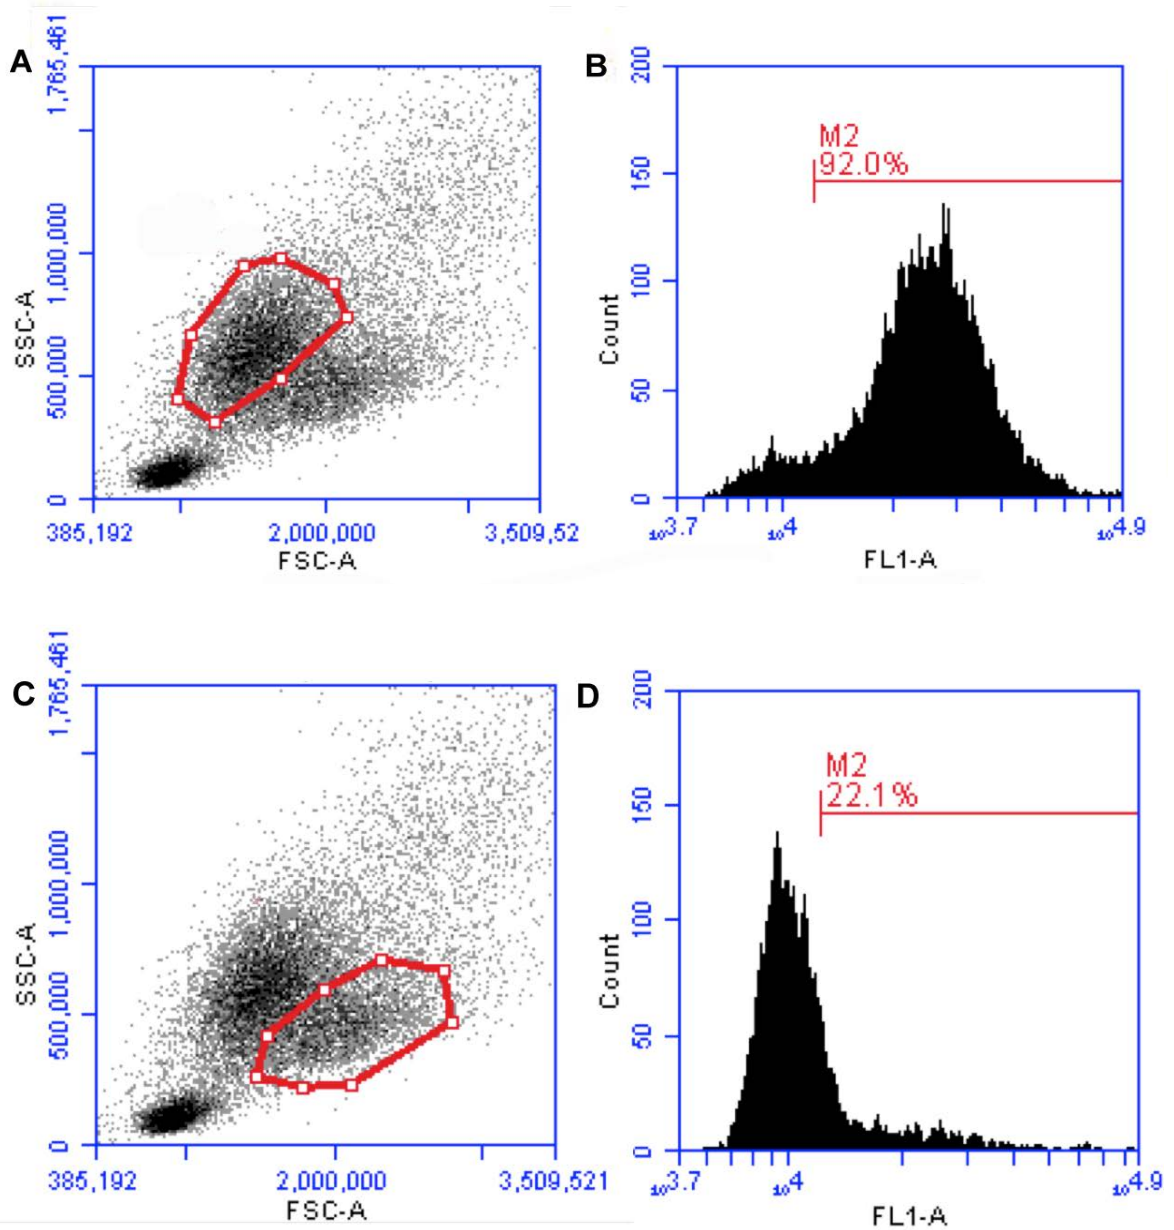 A
1,765,461
1,000,000
500,000
0
SSC-A
385,192
2,000,000
3,509,52
FSC-A
B
200
150
100
50
0
Count
M2
92.0%
10^3.7
10^4
10^4.9
FL1-A
C
1,765,461
1,000,000
500,000
0
SSC-A
385,192
2,000,000
3,509,521
FSC-A
D
200
150
100
50
0
Count
M2
22.1%
10^3.7
10^4
10^4.9
FL1-A